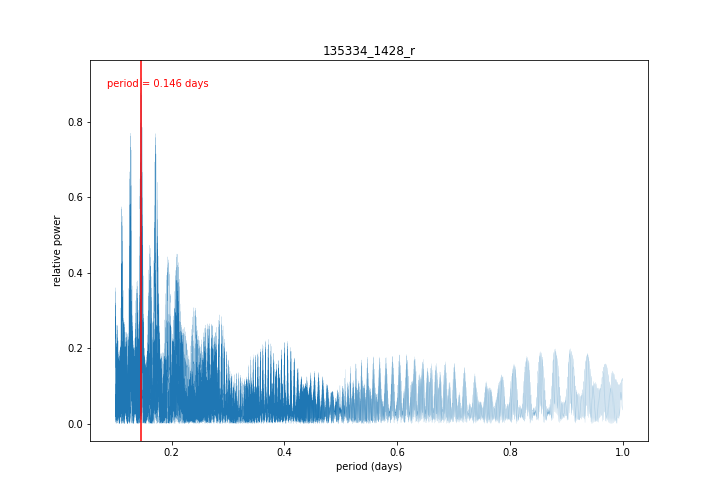 135334_1428_r
period = 0.146 days
relative power
0.8
0.6
0.4
0.2
0.0
0.2 0.4 0.6 0.8 1.0
period (days)